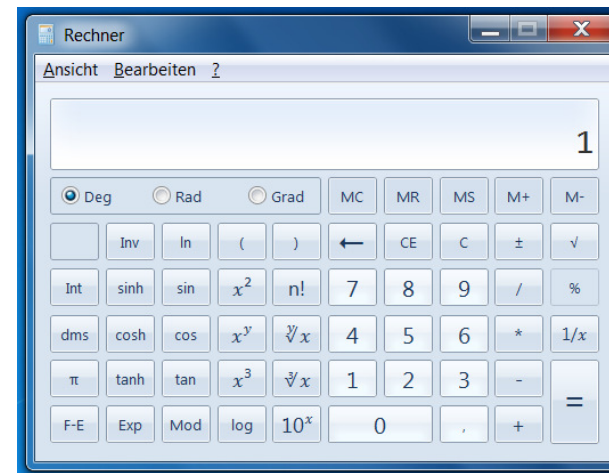 Rechner
Ansicht Bearbeiten ?
1
Deg Rad Grad MC MR MS M+ M-
Inv ln ( ) ← CE C ± √
Int sinh sin x² n! 7 8 9 / %
dms cosh cos xʸ ʸ√x 4 5 6 * 1/x
π tanh tan x³ ³√x 1 2 3 - =
F-E Exp Mod log 10ˣ 0 , +